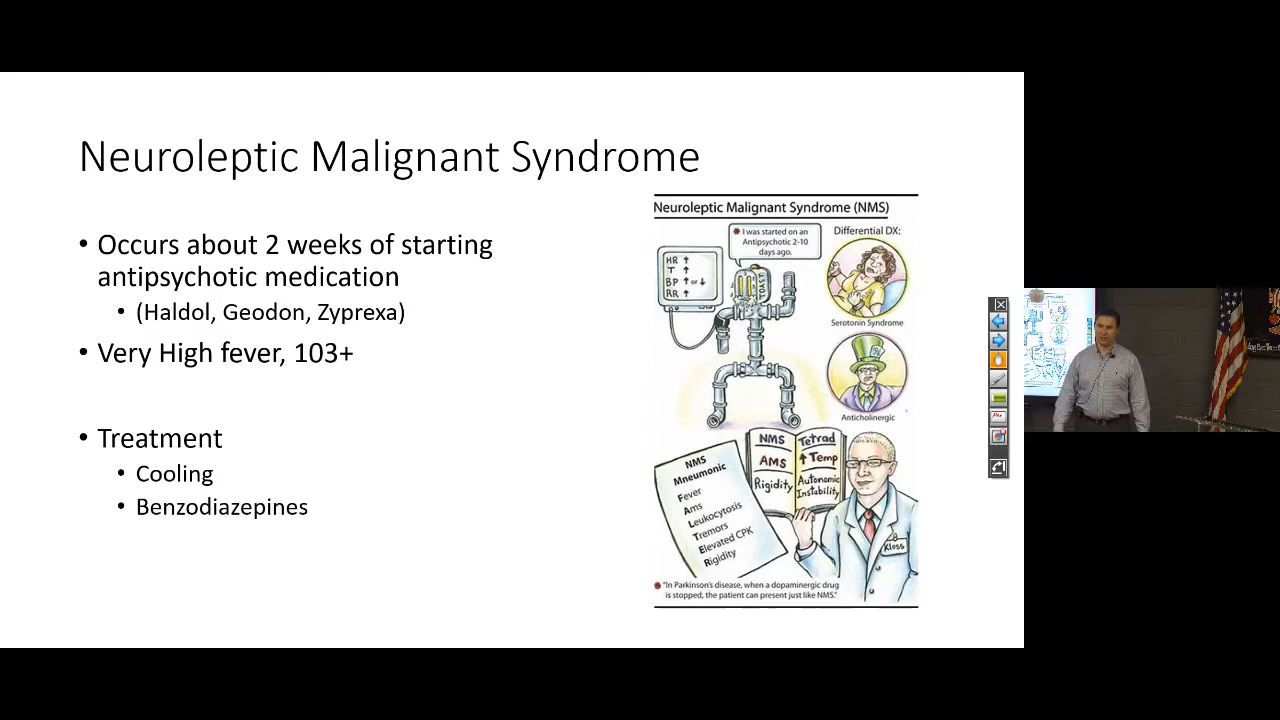 Neuroleptic Malignant Syndrome
• Occurs about 2 weeks of starting
antipsychotic medication
• (Haldol, Geodon, Zyprexa)
• Very High fever, 103+
• Treatment
• Cooling
• Benzodiazepines
Neuroleptic Malignant Syndrome (NMS)
I was started on an
Antipsychotic 2-10
days ago.
Differential DX:
HR ↑
T ↑
BP ↑ or ↓
RR ↑
TOAST
Serotonin Syndrome
Anticholinergic
NMS
AMS
Rigidity
Tetrad
↑ Temp
Autonomic
Instability
NMS
Mneumonic
Fever
Ams
Leukocytosis
Tremors
Elevated CPK
Rigidity
Kloss
"In Parkinson's disease, when a dopaminergic drug
is stopped, the patient can present just like NMS."